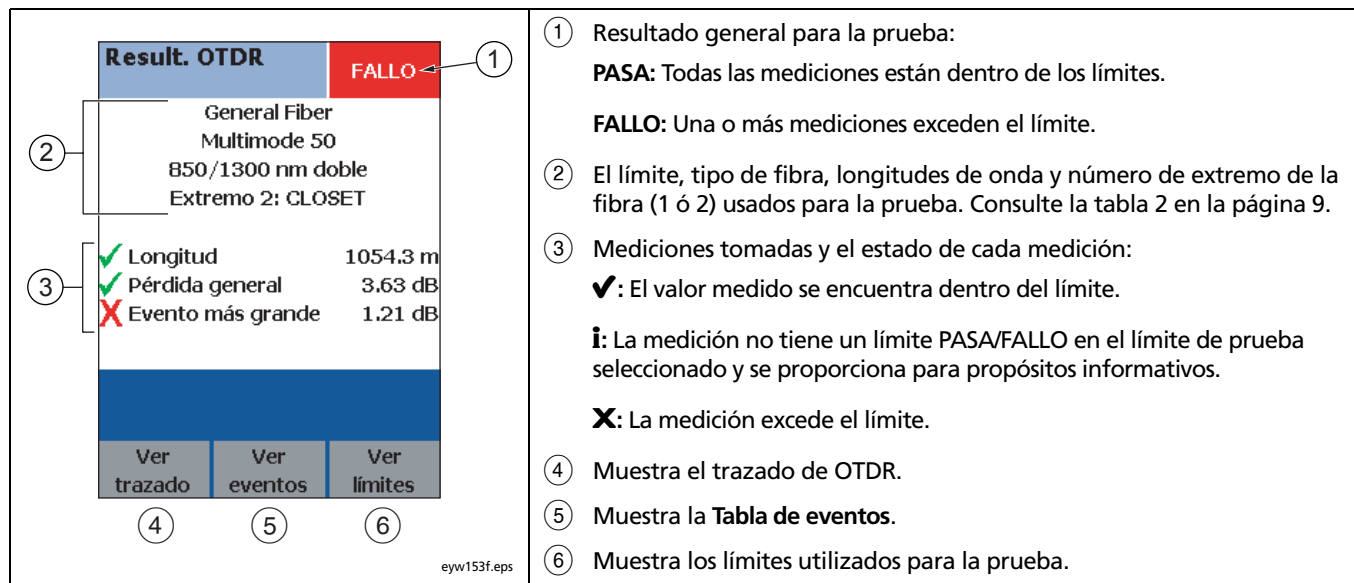 Result. OTDR
FALLO
1
General Fiber
Multimode 50
850/1300 nm doble
Extremo 2: CLOSET
2
✓ Longitud 1054.3 m
✓ Pérdida general 3.63 dB
X Evento más grande 1.21 dB
3
Ver trazado
Ver eventos
Ver límites
4
5
6
eyw153f.eps
1 Resultado general para la prueba:
PASA: Todas las mediciones están dentro de los límites.
FALLO: Una o más mediciones exceden el límite.
2 El límite, tipo de fibra, longitudes de onda y número de extremo de la
fibra (1 ó 2) usados para la prueba. Consulte la tabla 2 en la página 9.
3 Mediciones tomadas y el estado de cada medición:
✔: El valor medido se encuentra dentro del límite.
i: La medición no tiene un límite PASA/FALLO en el límite de prueba
seleccionado y se proporciona para propósitos informativos.
X: La medición excede el límite.
4 Muestra el trazado de OTDR.
5 Muestra la Tabla de eventos.
6 Muestra los límites utilizados para la prueba.